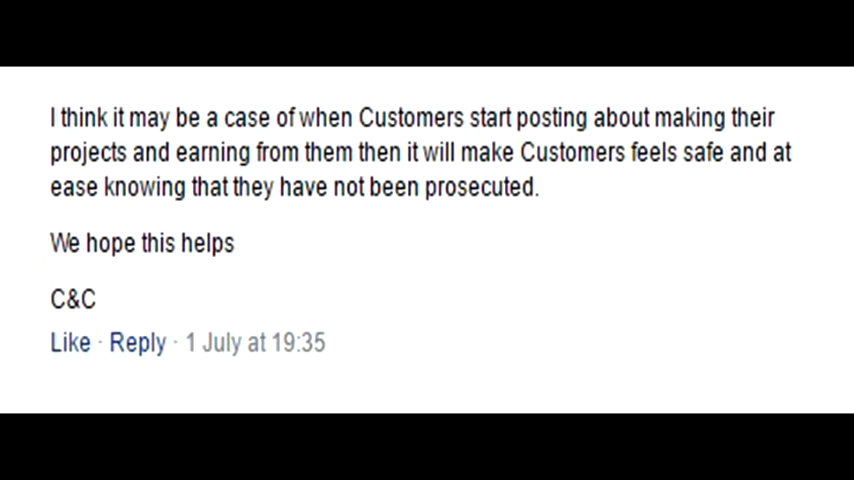 I think it may be a case of when Customers start posting about making their
projects and earning from them then it will make Customers feels safe and at
ease knowing that they have not been prosecuted.
We hope this helps
C&C
Like · Reply · 1 July at 19:35